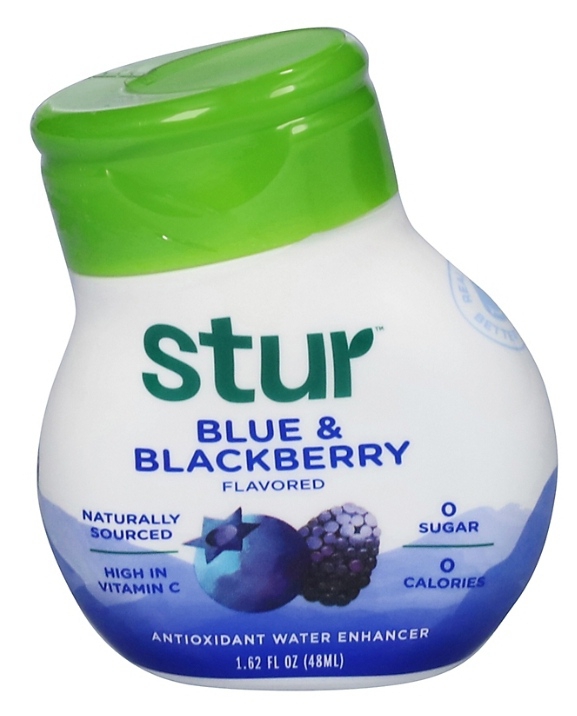 stur™
BLUE &
BLACKBERRY
FLAVORED
NATURALLY
SOURCED
HIGH IN
VITAMIN C
0
SUGAR
0
CALORIES
ANTIOXIDANT WATER ENHANCER
1.62 FL OZ (48ML)